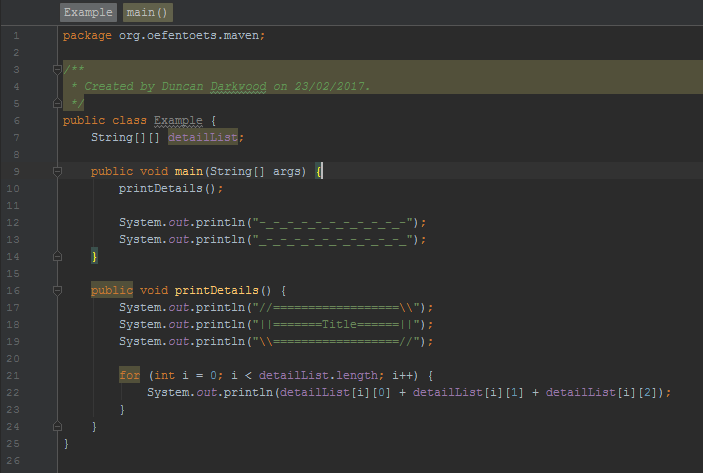 Example main()
1 package org.oefentoets.maven;
2
3 /**
4 * Created by Duncan Darkwood on 23/02/2017.
5 */
6 public class Example {
7 String[][] detailList;
8
9 public void main(String[] args) {
10 printDetails();
11
12 System.out.println("-_-_-_-_-_-_-_-_-_-_-");
13 System.out.println("_-_-_-_-_-_-_-_-_-_-_");
14 }
15
16 public void printDetails() {
17 System.out.println("//==================\\");
18 System.out.println("||=======Title======||");
19 System.out.println("\\==================//");
20
21 for (int i = 0; i < detailList.length; i++) {
22 System.out.println(detailList[i][0] + detailList[i][1] + detailList[i][2]);
23 }
24 }
25 }
26